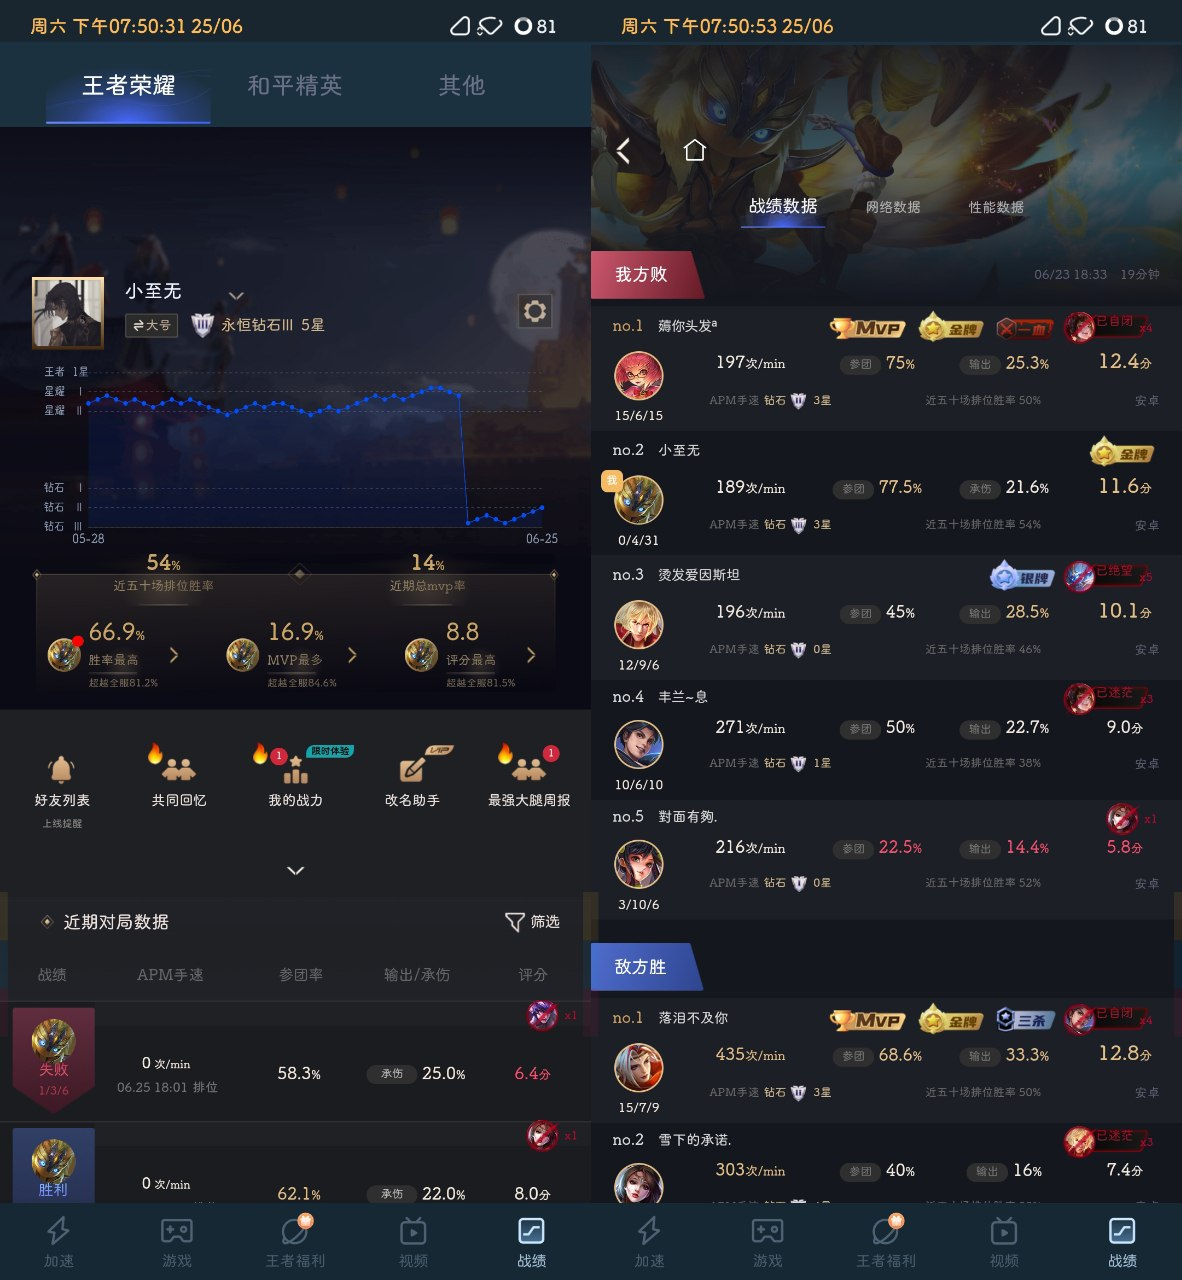 周六 下午07:50:31 25/06
81
王者荣耀
和平精英
其他
小至无
大号
永恒钻石III 5星
王者 1星
星耀 I
星耀 II
钻石 I
钻石 II
钻石 III
05-28
06-25
54%
近五十场排位胜率
14%
近期总mvp率
66.9%
胜率最高
超越全服81.2%
16.9%
MVP最多
超越全服84.6%
8.8
评分最高
超越全服81.5%
好友列表
上线提醒
共同回忆
1
限时体验
我的战力
VIP
改名助手
1
最强大腿周报
近期对局数据
筛选
战绩
APM手速
参团率
输出/承伤
评分
失败
1/3/6
0 次/min
06.25 18:01 排位
58.3%
承伤 25.0%
x1
6.4分
胜利
0 次/min
62.1%
承伤 22.0%
x1
8.0分
加速
游戏
王者福利
视频
战绩
周六 下午07:50:53 25/06
81
战绩数据
网络数据
性能数据
我方败
06/23 18:33 19分钟
no.1 薅你头发ª
MVP 金牌 一血 已自闭 x4
197次/min 参团 75% 输出 25.3% 12.4分
APM手速 钻石 II 3星 近五十场排位胜率 50% 安卓
15/6/15
no.2 小至无
金牌
我
189次/min 参团 77.5% 承伤 21.6% 11.6分
APM手速 钻石 III 3星 近五十场排位胜率 54% 安卓
0/4/31
no.3 烫发爱因斯坦
银牌 已绝望 x5
196次/min 参团 45% 输出 28.5% 10.1分
APM手速 钻石 I 0星 近五十场排位胜率 46% 安卓
12/9/6
no.4 丰兰~息
已迷茫 x3
271次/min 参团 50% 输出 22.7% 9.0分
APM手速 钻石 II 1星 近五十场排位胜率 38% 安卓
10/6/10
no.5 對面有夠.
x1
216次/min 参团 22.5% 输出 14.4% 5.8分
APM手速 钻石 I 0星 近五十场排位胜率 52% 安卓
3/10/6
敌方胜
no.1 落泪不及你
MVP 金牌 三杀 已自闭 x4
435次/min 参团 68.6% 输出 33.3% 12.8分
APM手速 钻石 II 3星 近五十场排位胜率 50% 安卓
15/7/9
no.2 雪下的承诺.
已迷茫 x3
303次/min 参团 40% 输出 16% 7.4分
加速
游戏
王者福利
视频
战绩